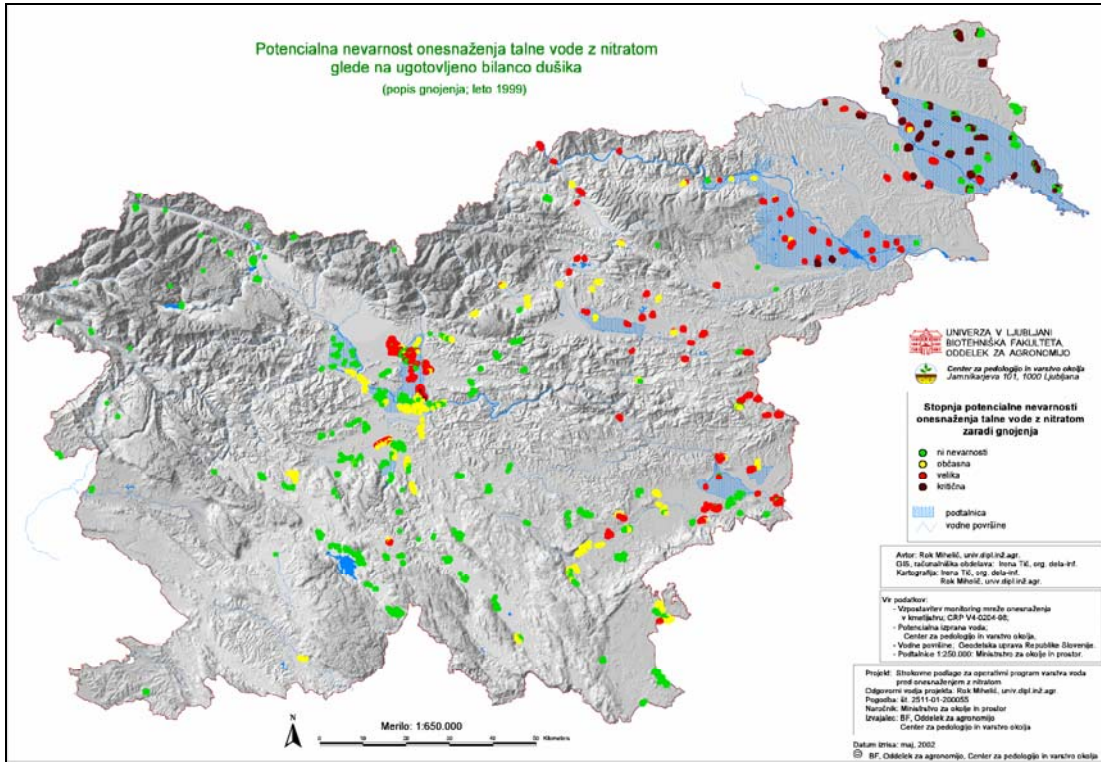 Potencialna nevarnost onesnaženja talne vode z nitratom
glede na ugotovljeno bilanco dušika
(popis gnojenja; leto 1999)
UNIVERZA V LJUBLJANI
BIOTEHNIŠKA FAKULTETA
ODDELEK ZA AGRONOMIJO
Center za pedologijo in varstvo okolja
Jamnikarjeva 101, 1000 Ljubljana
Stopnja potencialne nevarnosti
onesnaženja talne vode z nitratom
zaradi gnojenja
ni nevarnosti
občasna
velika
kritična
podtalnica
vodne površine
Avtor: Rok Mihelič, univ.dipl.inž.agr.
GIS, računalniška obdelava: Irena Tič, org. dela-inf.
Kartografija: Irena Tič, org. dela-inf.
Rok Mihelič, univ.dipl.inž.agr.
Vir podatkov:
- Vzpostavitev monitoring mreže onesnaženja
v kmetijstvu, CRP V4-0204-98;
- Potencialna izprana voda;
Center za pedologijo in varstvo okolja,
- Vodne površine, Geodetska uprava Republike Slovenije.
- Podtalnice 1:250.000: Ministrstvo za okolje in prostor.
Projekt: Strokovne podlage za operativni program varstva voda
pred onesnaženjem z nitratom
Odgovorni vodja projekta: Rok Mihelič, univ.dipl.inž.agr.
Pogodba: št. 2511-01-200055
Naročnik: Ministrstvo za okolje in prostor
Izvajalec: BF, Oddelek za agronomijo
Center za pedologijo in varstvo okolja
N
Merilo: 1:650.000
0 10 20 30 40 50 Kilometra
Datum izrisa: maj, 2002
© BF, Oddelek za agronomijo, Center za pedologijo in varstvo okolja